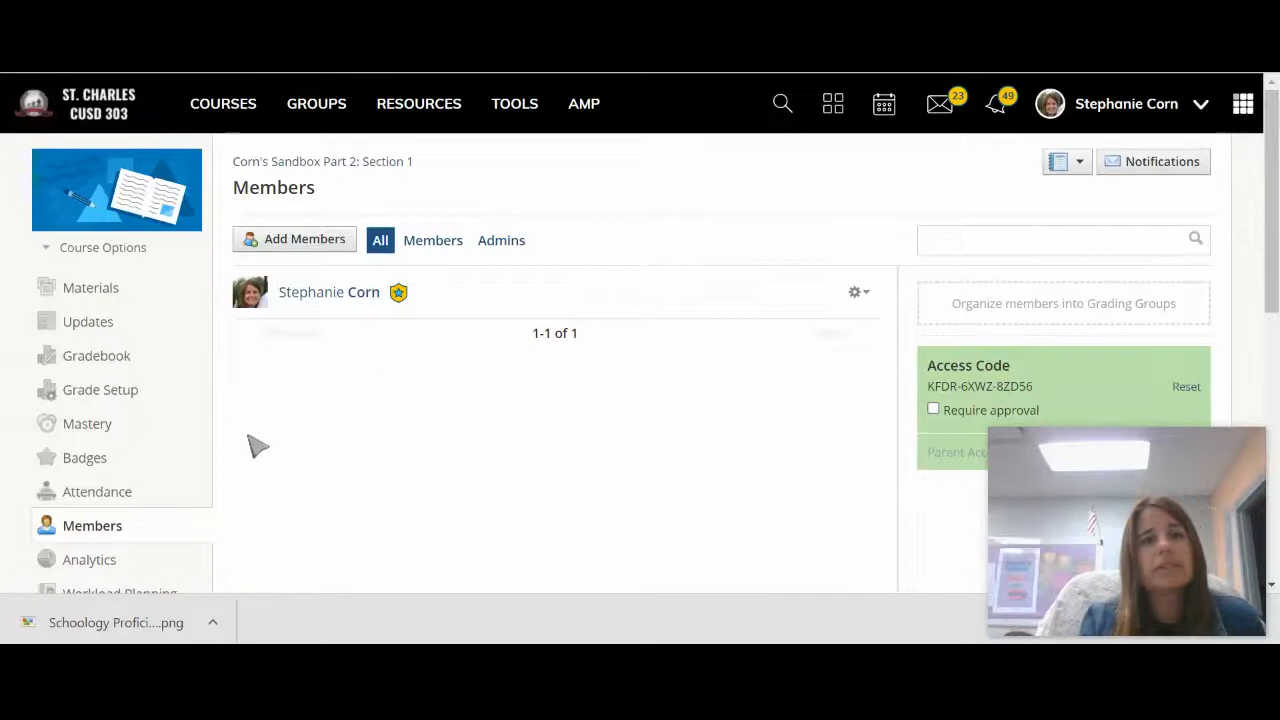 ST. CHARLES
CUSD 303
COURSES GROUPS RESOURCES TOOLS AMP
23
49
Stephanie Corn
Corn's Sandbox Part 2: Section 1
Members
Notifications
Add Members
All Members Admins
Course Options
Materials
Updates
Gradebook
Grade Setup
Mastery
Badges
Attendance
Members
Analytics
Workload Planning
Stephanie Corn
1-1 of 1
Organize members into Grading Groups
Access Code
KFDR-6XWZ-8ZD56 Reset
Require approval
Parent
Schoology Profici....png